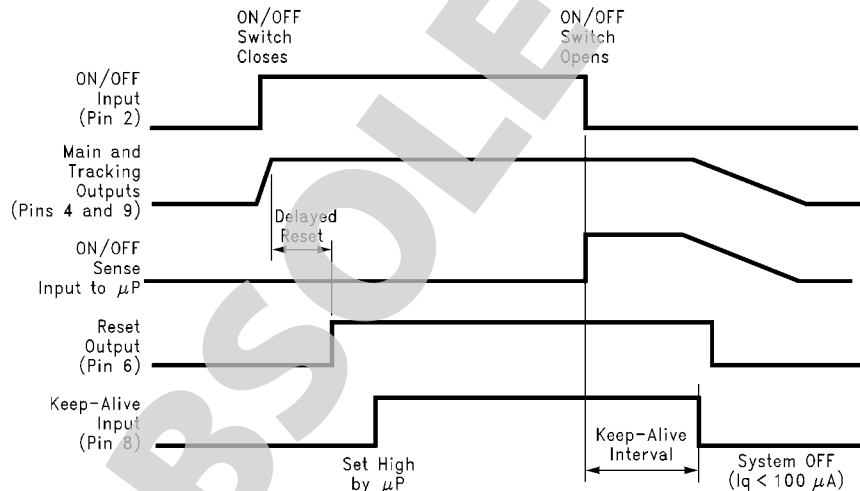 ON/OFF
Switch
Closes
ON/OFF
Switch
Opens
ON/OFF
Input
(Pin 2)
Main and
Tracking
Outputs
(Pins 4 and 9)
Delayed
Reset
ON/OFF
Sense
Input to μP
Reset
Output
(Pin 6)
Keep-Alive
Input
(Pin 8)
Set High
by μP
Keep-Alive
Interval
System OFF
(Iq < 100 μA)
BSOLE